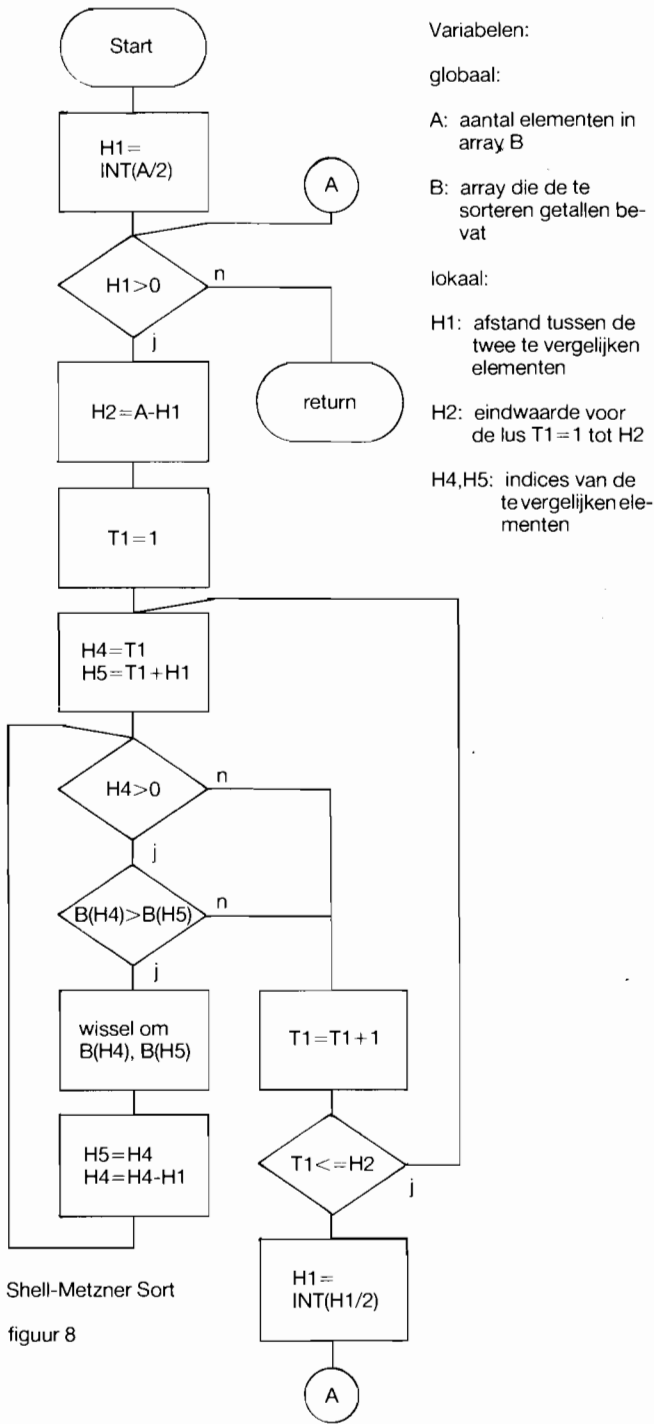 Start
H1=
INT(A/2)
A
H1>0
n
j
return
H2=A-H1
T1=1
H4=T1
H5=T1+H1
H4>0
n
j
B(H4)>B(H5)
n
j
wissel om
B(H4), B(H5)
T1=T1+1
H5=H4
H4=H4-H1
T1<=H2
j
H1=
INT(H1/2)
A
Shell-Metzner Sort
figuur 8
Variabelen:
globaal:
A: aantal elementen in
array B
B: array die de te
sorteren getallen be-
vat
lokaal:
H1: afstand tussen de
twee te vergelijken
elementen
H2: eindwaarde voor
de lus T1=1 tot H2
H4,H5: indices van de
te vergelijken ele-
menten